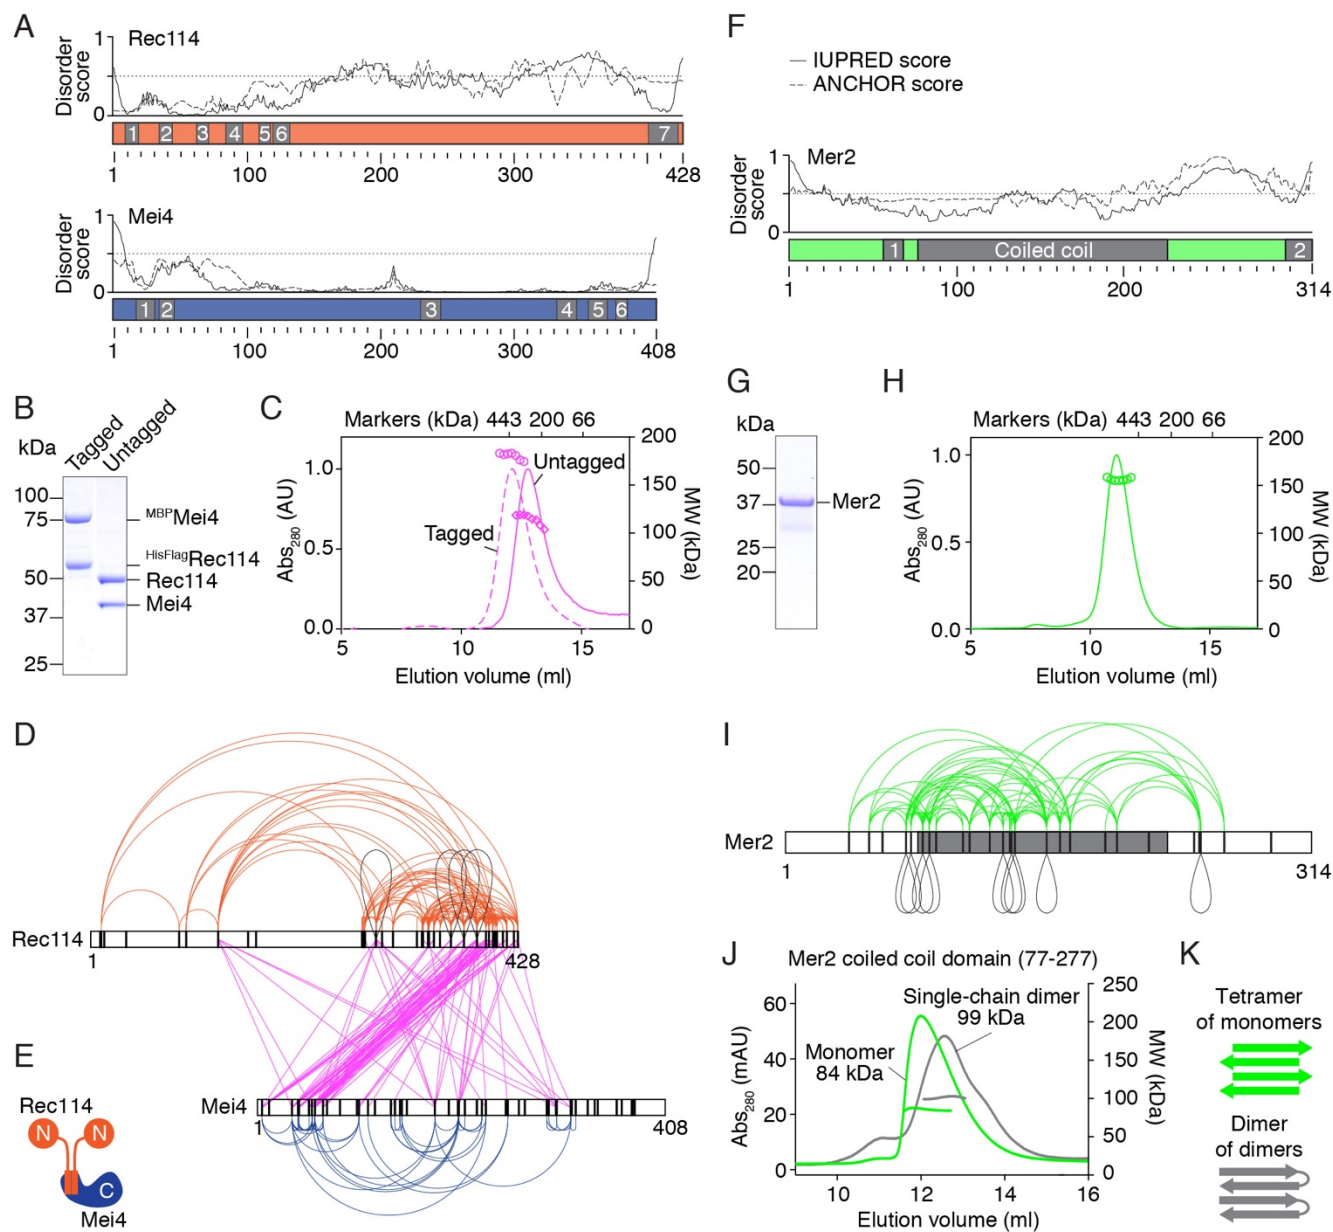 A
Rec114
Disorder score
1
0
1 2 3 4 5 6 7
1 100 200 300 428
Mei4
Disorder score
1
0
1 2 3 4 5 6
1 100 200 300 408
B
kDa
Tagged
Untagged
100
75
50
37
25
MBPMei4
HisFlagRec114
Rec114
Mei4
C
Markers (kDa) 443 200 66
Abs280 (AU)
1.0
0.5
0.0
Untagged
Tagged
200
150
100
50
0
MW (kDa)
5 10 15
Elution volume (ml)
D
Rec114
1 428
Mei4
1 408
E
Rec114
N N
C
Mei4
F
IUPRED score
ANCHOR score
Mer2
Disorder score
1
0
1 Coiled coil 2
1 100 200 314
G
kDa
50
37
25
20
Mer2
H
Markers (kDa) 443 200 66
Abs280 (AU)
1.0
0.5
0.0
200
150
100
50
0
MW (kDa)
5 10 15
Elution volume (ml)
I
Mer2
1 314
J
Mer2 coiled coil domain (77-277)
Abs280 (mAU)
60
40
20
0
Single-chain dimer
99 kDa
Monomer
84 kDa
250
200
150
100
50
0
MW (kDa)
10 12 14 16
Elution volume (ml)
K
Tetramer
of monomers
Dimer
of dimers